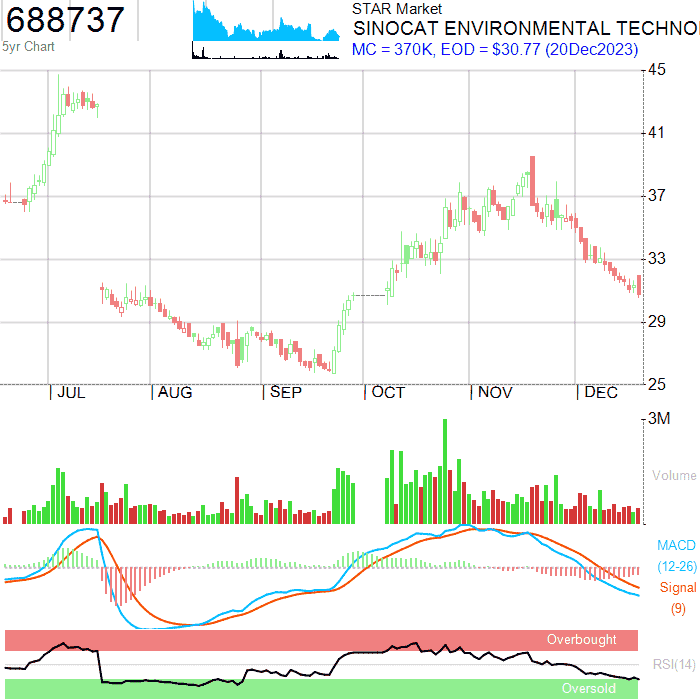 688737
5yr Chart
STAR Market
SINOCAT ENVIRONMENTAL TECHNO
MC = 370K, EOD = $30.77 (20Dec2023)
45
41
37
33
29
25
JUL AUG SEP OCT NOV DEC
3M
Volume
MACD
(12-26)
Signal
(9)
Overbought
RSI(14)
Oversold